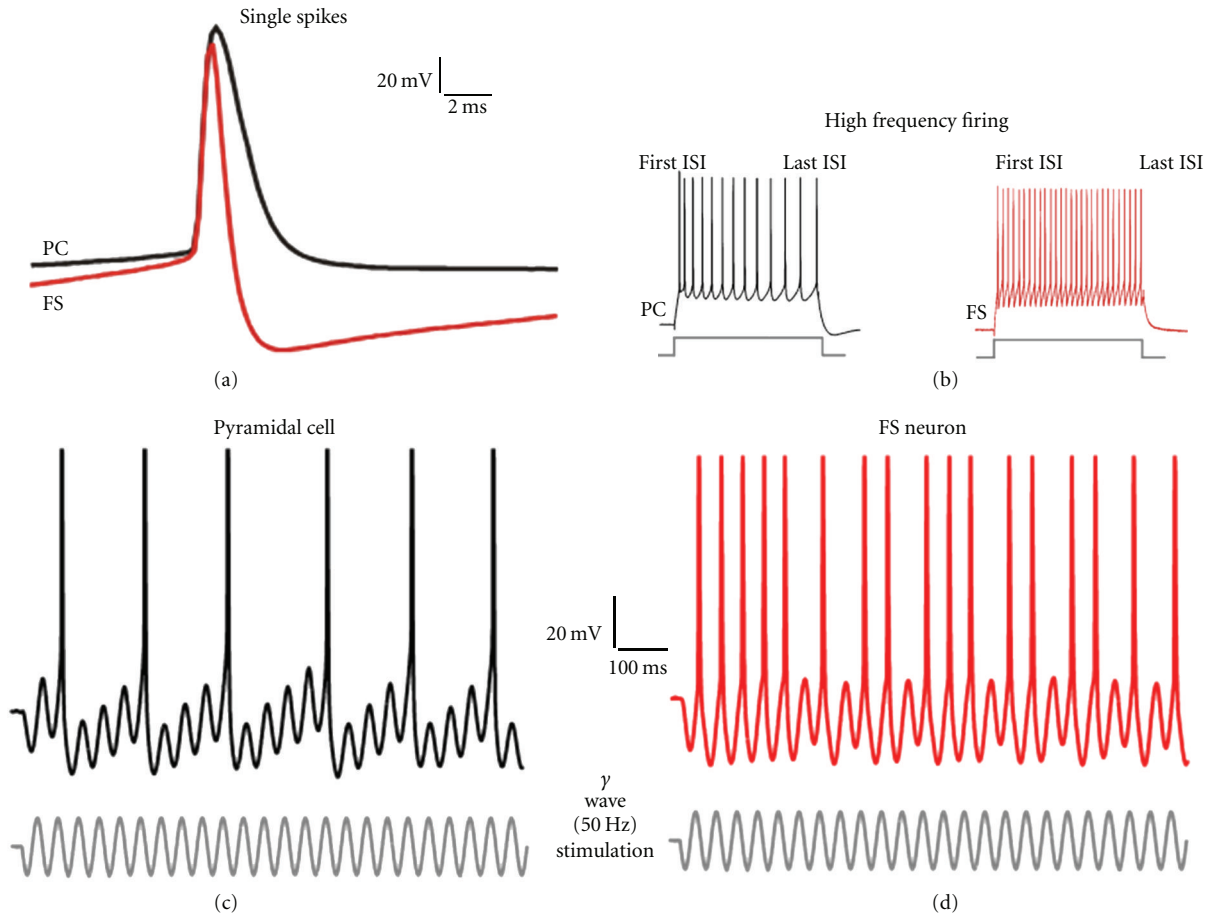 Single spikes
20 mV
2 ms
PC
FS
(a)
High frequency firing
First ISI
Last ISI
First ISI
Last ISI
PC
FS
(b)
Pyramidal cell
FS neuron
20 mV
100 ms
γ
wave
(50 Hz)
stimulation
(c)
(d)